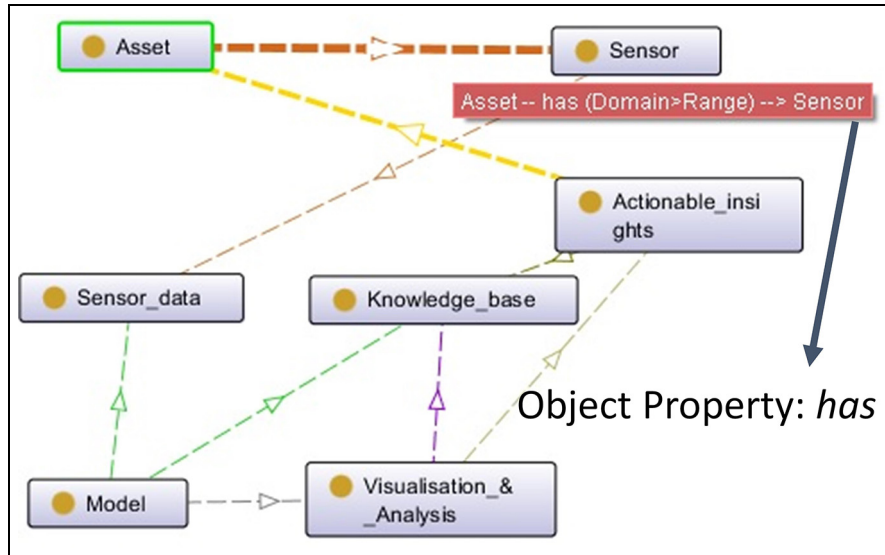 Asset
Sensor
Asset -- has (Domain>Range) --> Sensor
Actionable_insi
ghts
Sensor_data
Knowledge_base
Object Property: has
Model
Visualisation_&
_Analysis